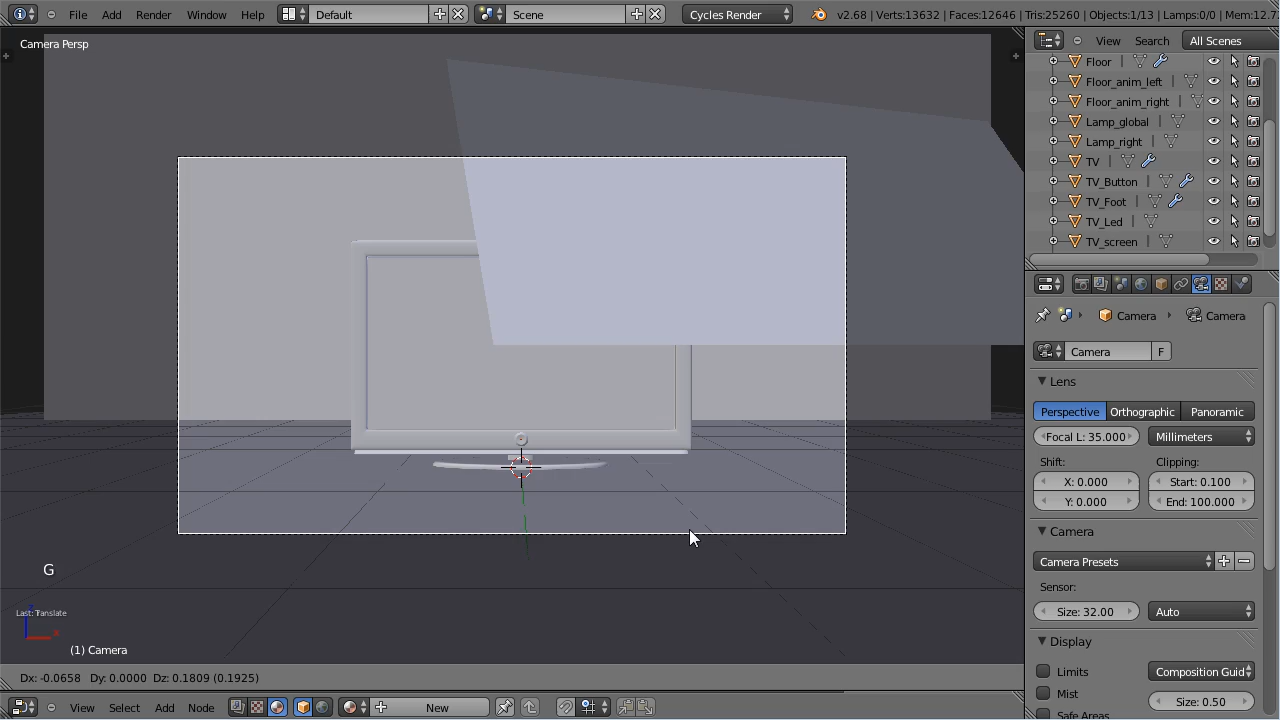 File Add Render Window Help Default Scene Cycles Render v2.68 | Verts:13632 | Faces:12646 | Tris:25260 | Objects:1/13 | Lamps:0/0 | Mem:12.7
Camera Persp
View Search All Scenes
Floor
Floor_anim_left
Floor_anim_right
Lamp_global
Lamp_right
TV
TV_Button
TV_Foot
TV_Led
TV_screen
Camera Camera
Camera F
Lens
Perspective Orthographic Panoramic
Focal L: 35.000 Millimeters
Shift: Clipping:
X: 0.000 Start: 0.100
Y: 0.000 End: 100.000
Camera
Camera Presets
Sensor:
Size: 32.00 Auto
Display
Limits Composition Guid
Mist Size: 0.50
Safe Areas
G
Last: Translate
x
(1) Camera
Dx: -0.0658 Dy: 0.0000 Dz: 0.1809 (0.1925)
View Select Add Node New